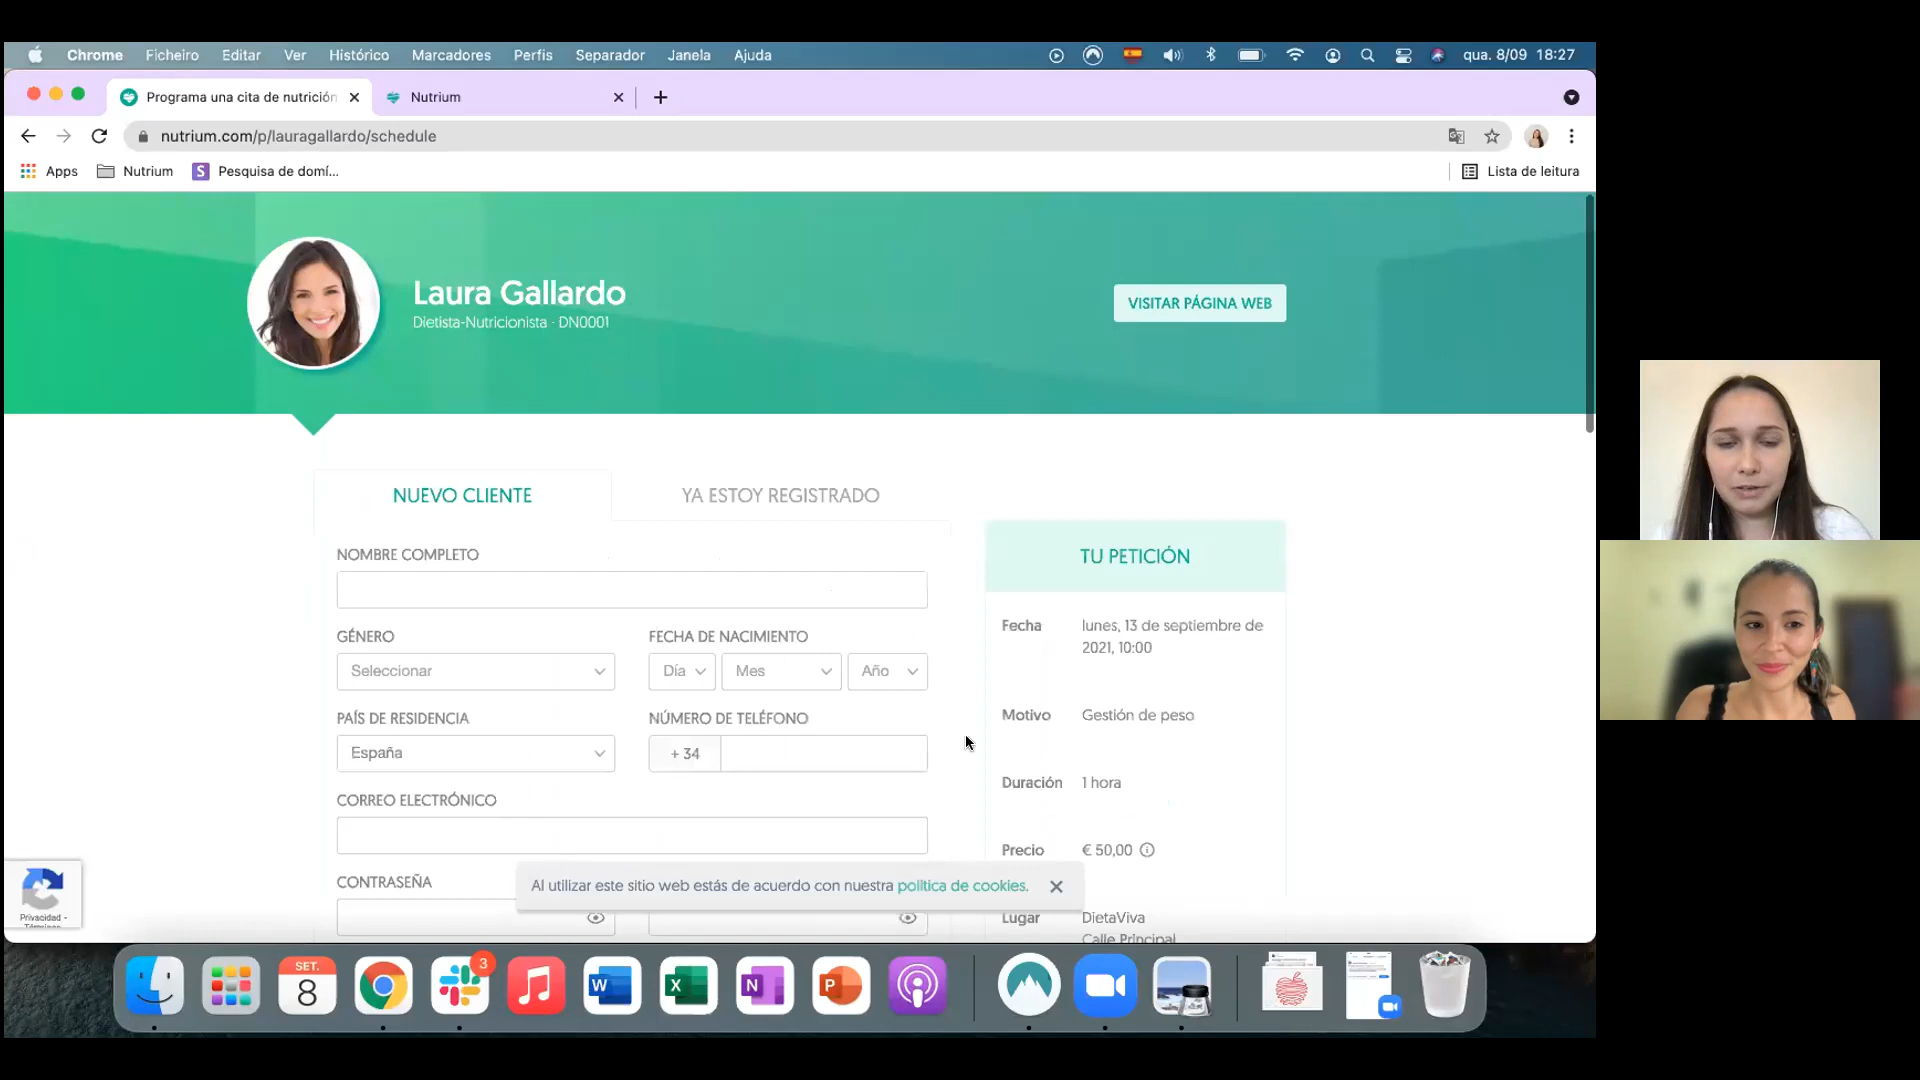 Chrome Ficheiro Editar Ver Histórico Marcadores Perfis Separador Janela Ajuda qua. 8/09 18:27
Programa una cita de nutrición Nutrium
nutrium.com/p/lauragallardo/schedule
Apps Nutrium S Pesquisa de domí... Lista de leitura
Laura Gallardo
Dietista-Nutricionista · DN0001
VISITAR PÁGINA WEB
NUEVO CLIENTE YA ESTOY REGISTRADO
NOMBRE COMPLETO
GÉNERO FECHA DE NACIMIENTO
Seleccionar Día Mes Año
PAÍS DE RESIDENCIA NÚMERO DE TELÉFONO
España + 34
CORREO ELECTRÓNICO
CONTRASEÑA
TU PETICIÓN
Fecha lunes, 13 de septiembre de
2021, 10:00
Motivo Gestión de peso
Duración 1 hora
Precio € 50,00
Lugar DietaViva
Calle Principal
Al utilizar este sitio web estás de acuerdo con nuestra política de cookies.
Privacidad -
Términos
SET.
8
3
W
X
N
P